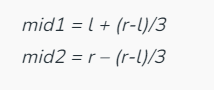 mid1 = l + (r-l)/3
mid2 = r – (r-l)/3